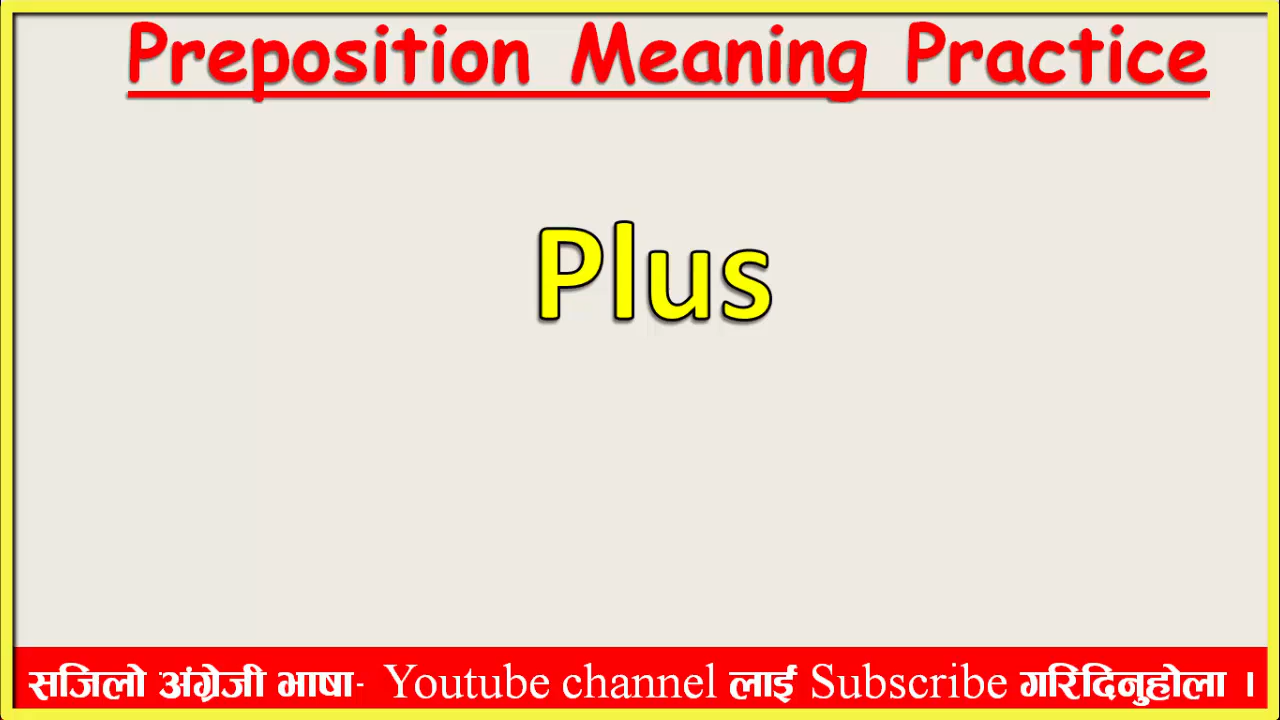 Preposition Meaning Practice
Plus
सजिलो अंग्रेजी भाषा- Youtube channel लाई Subscribe गरिदिनुहोला ।